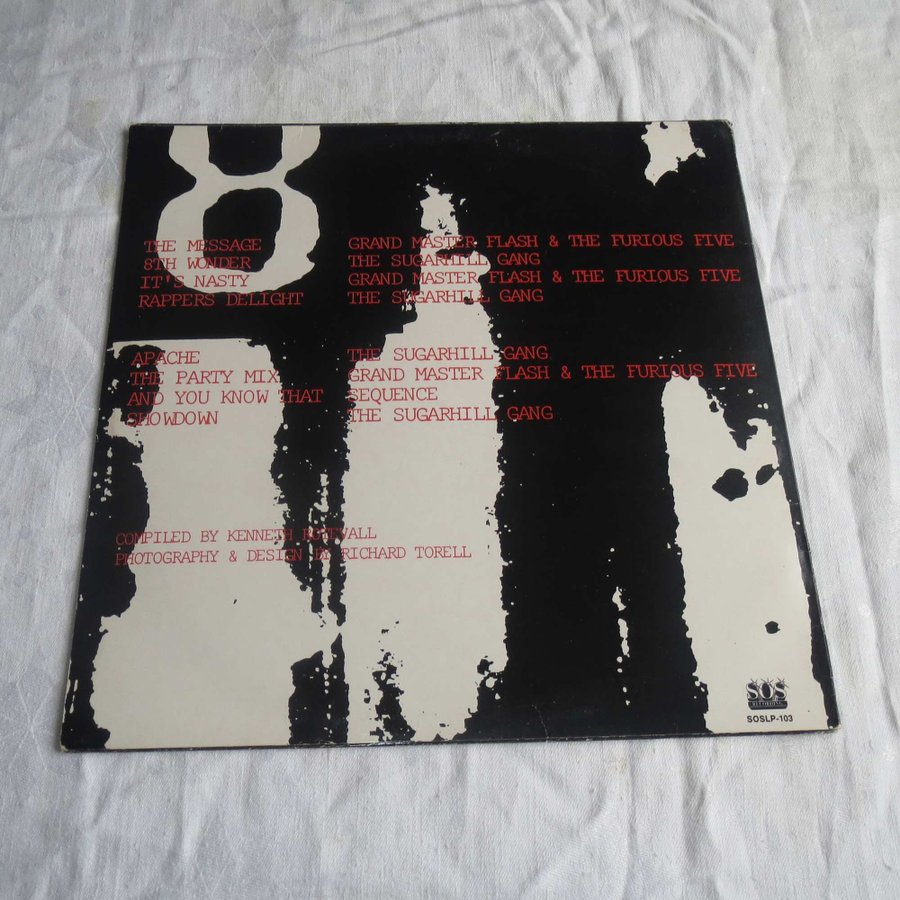 8
THE MESSAGE GRAND MASTER FLASH & THE FURIOUS FIVE
8TH WONDER THE SUGARHILL GANG
IT'S NASTY GRAND MASTER FLASH & THE FURIOUS FIVE
RAPPERS DELIGHT THE SUGARHILL GANG
APACHE THE SUGARHILL GANG
THE PARTY MIX GRAND MASTER FLASH & THE FURIOUS FIVE
AND YOU KNOW THAT SEQUENCE
SHOWDOWN THE SUGARHILL GANG
COMPILED BY KENNETH
PHOTOGRAPHY & DESIGN BY RICHARD TORELL
SOS
RECORDING
SOSLP-103